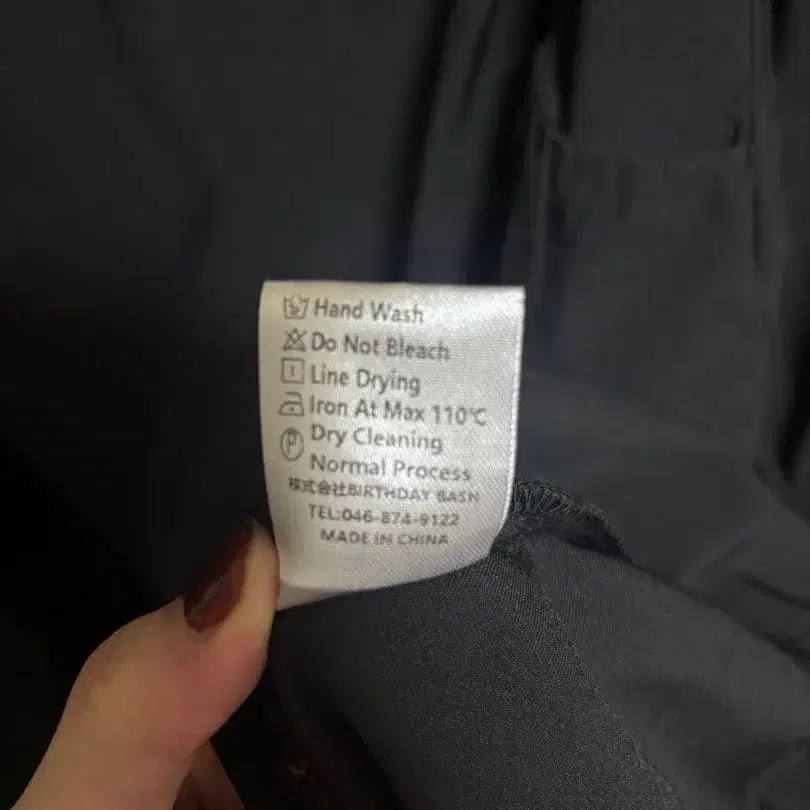 Hand Wash
Do Not Bleach
Line Drying
Iron At Max 110℃
P Dry Cleaning
Normal Process
株式会社BIRTHDAY BASH
TEL:046-874-9122
MADE IN CHINA